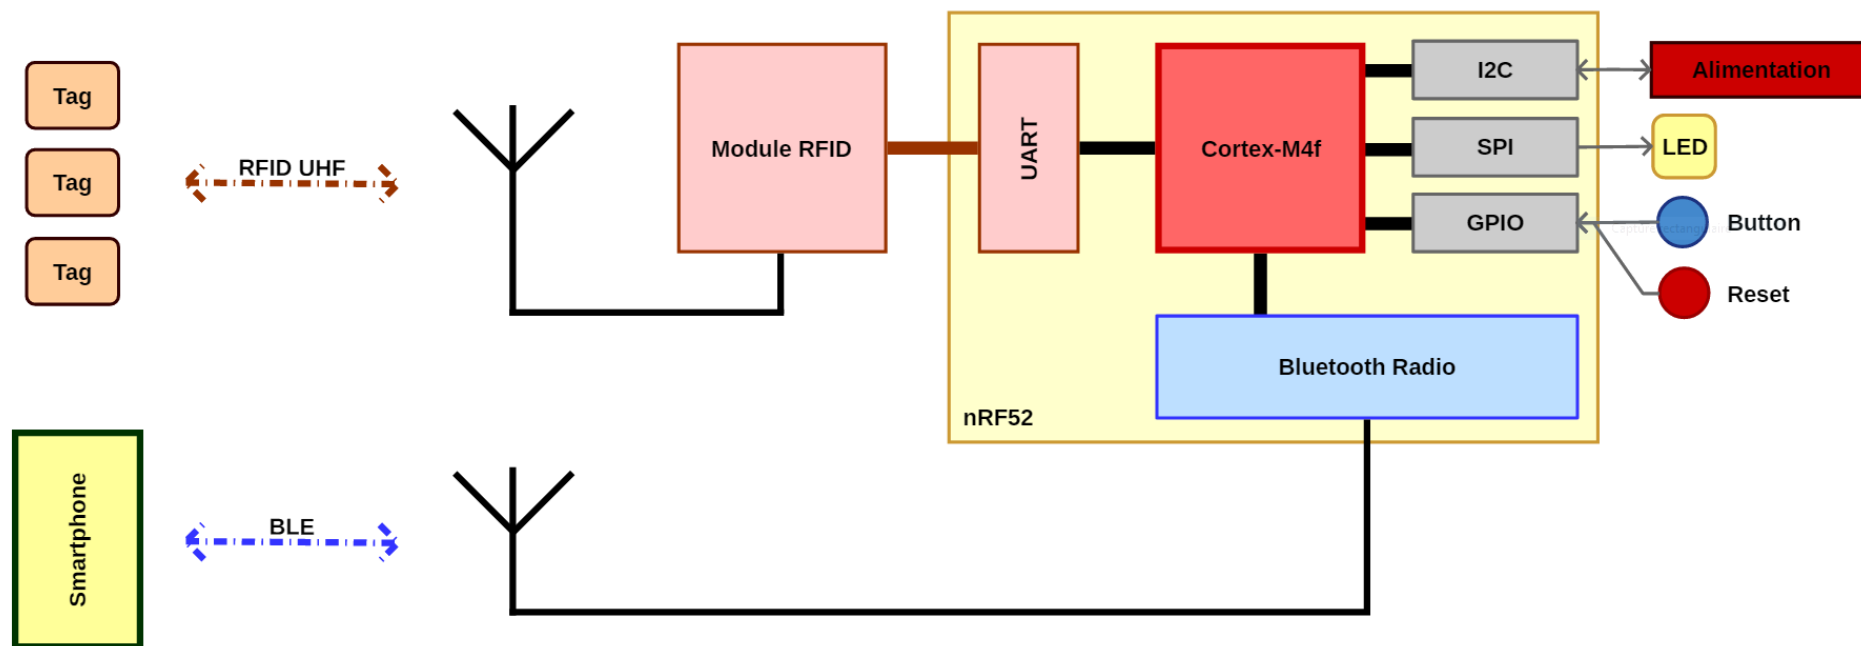 Tag
Tag
Tag
RFID UHF
Module RFID
UART
Cortex-M4f
I2C
SPI
GPIO
Alimentation
LED
Button
Reset
Bluetooth Radio
nRF52
Smartphone
BLE